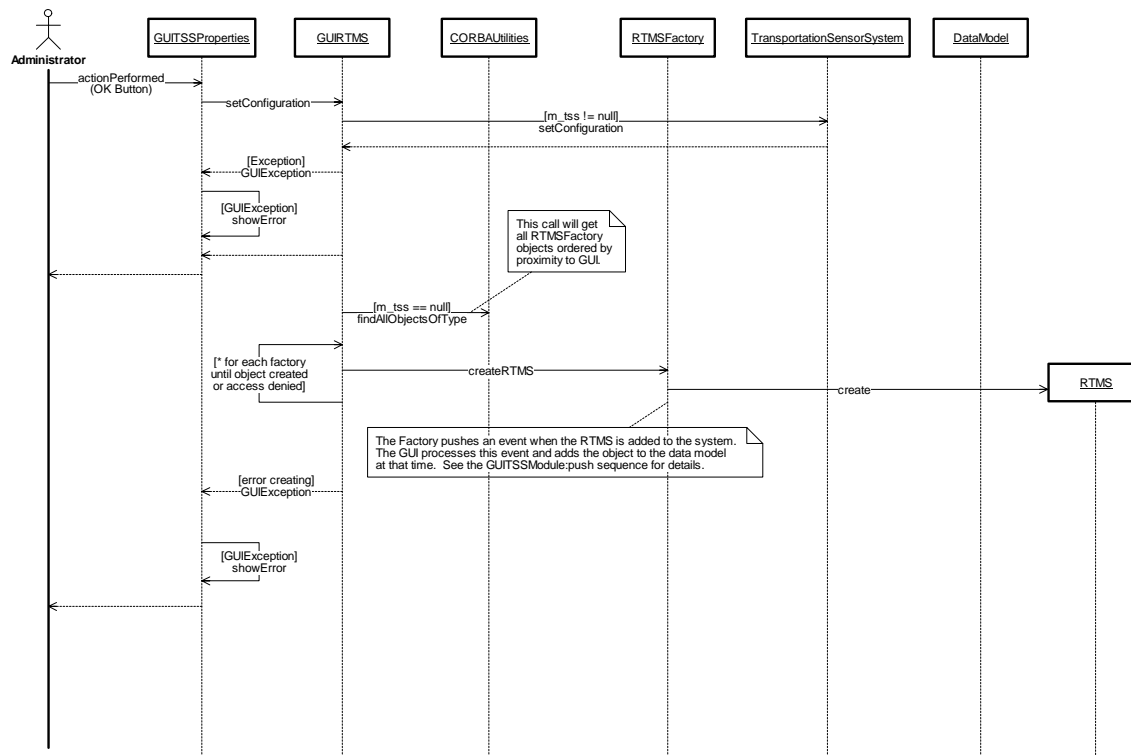 Administrator
GUITSSProperties
GUIRTMS
CORBAUtilities
RTMSFactory
TransportationSensorSystem
DataModel
actionPerformed
(OK Button)
setConfiguration
[m_tss != null]
setConfiguration
[Exception]
GUIException
[GUIException]
showError
This call will get
all RTMSFactory
objects ordered by
proximity to GUI.
[m_tss == null]
findAllObjectsOfType
[* for each factory
until object created
or access denied]
createRTMS
create
RTMS
The Factory pushes an event when the RTMS is added to the system.
The GUI processes this event and adds the object to the data model
at that time.  See the GUITSSModule:push sequence for details.
[error creating]
GUIException
[GUIException]
showError